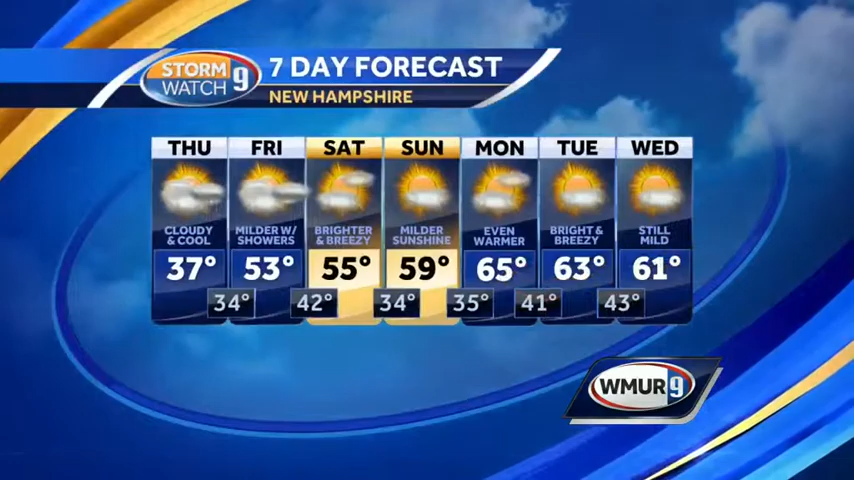 STORM
WATCH 9
7 DAY FORECAST
NEW HAMPSHIRE
THU FRI SAT SUN MON TUE WED
CLOUDY & COOL
MILDER W/ SHOWERS
BRIGHTER & BREEZY
MILDER SUNSHINE
EVEN WARMER
BRIGHT & BREEZY
STILL MILD
37° 53° 55° 59° 65° 63° 61°
34° 42° 34° 35° 41° 43°
WMUR 9